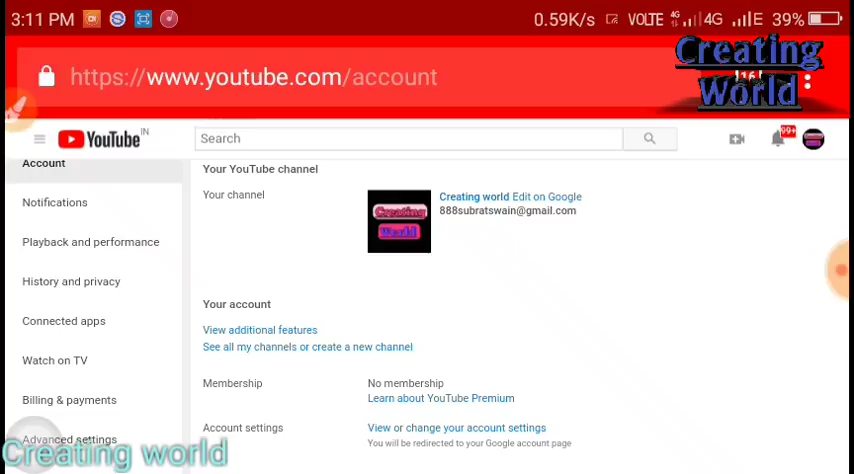 3:11 PM 0.59K/s VOLTE 4G 4G E 39%
https://www.youtube.com/account
16
Creating
World
YouTube IN
Search
99+
Account
Notifications
Playback and performance
History and privacy
Connected apps
Watch on TV
Billing & payments
Advanced settings
Your YouTube channel
Your channel
Creating
World
Creating world Edit on Google
888subratswain@gmail.com
Your account
View additional features
See all my channels or create a new channel
Membership
No membership
Learn about YouTube Premium
Account settings
View or change your account settings
You will be redirected to your Google account page
Creating world